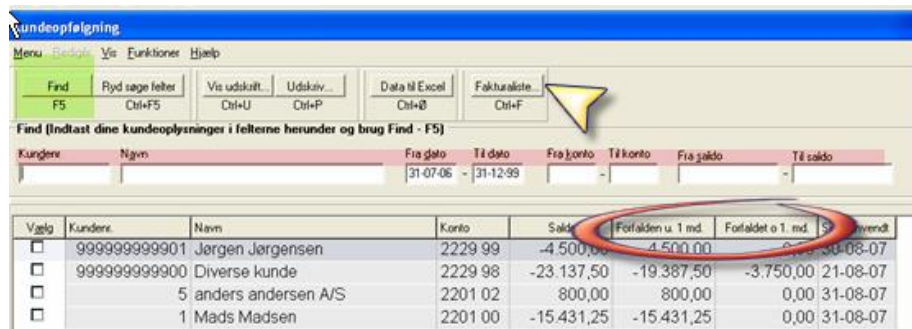 Kundeopfølgning
Menu Rediger Vis Funktioner Hjælp
Find Ryd søge felter Vis udskrift... Udskriv... Data til Excel Fakturaliste...
F5 Ctrl+F5 Ctrl+U Ctrl+P Ctrl+Ø Ctrl+F
Find (Indtast dine kundeoplysninger i felterne herunder og brug Find - F5)
Kundenr Navn Fra dato Til dato Fra konto Til konto Fra saldo Til saldo
31-07-06 - 31-12-99 - -
Vælg Kundenr. Navn Konto Forfalden u. 1 md. Forfaldet o 1. md.
999999999901 Jørgen Jørgensen 2229 99 -4.500,00 4.500,00 30-08-07
999999999900 Diverse kunde 2229 98 -23.137,50 -19.387,50 -3.750,00 21-08-07
5 anders andersen A/S 2201 02 800,00 800,00 0,00 31-08-07
1 Mads Madsen 2201 00 -15.431,25 -15.431,25 0,00 31-08-07